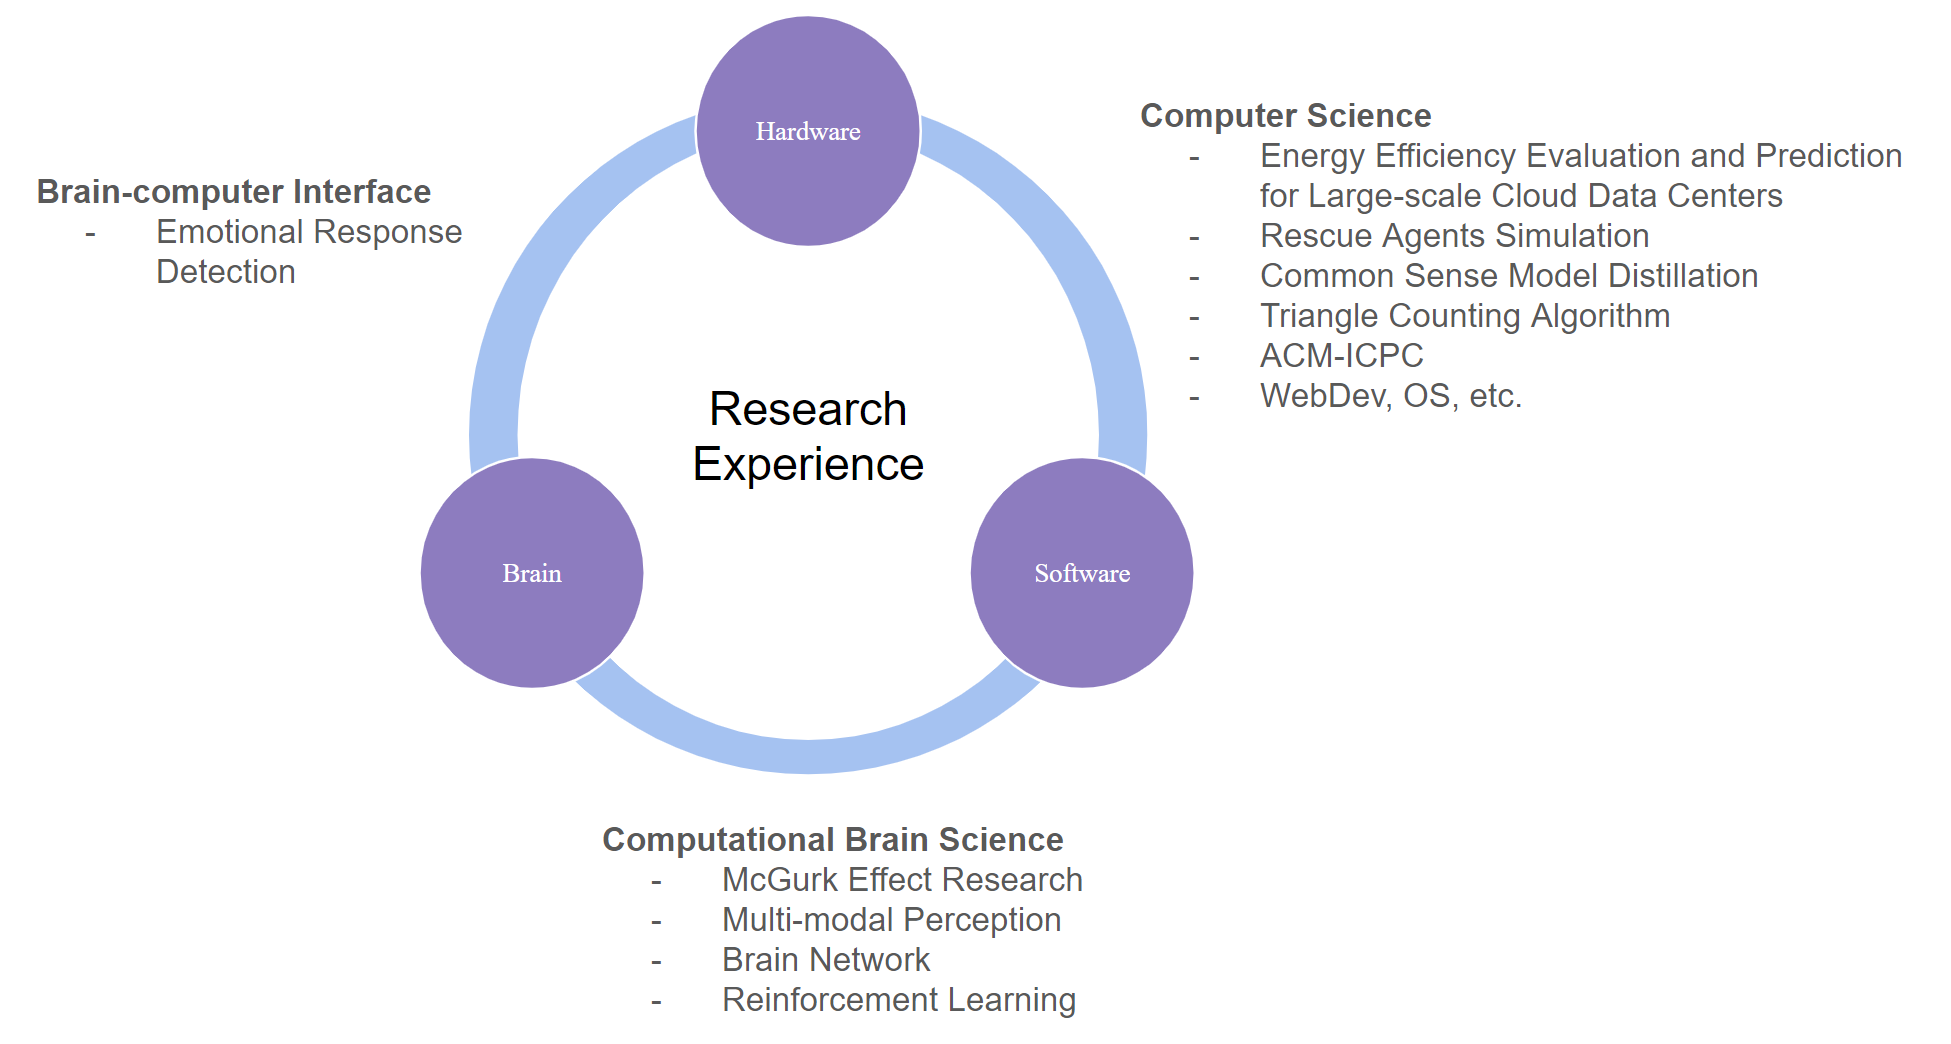 Hardware
Computer Science
- Energy Efficiency Evaluation and Prediction
for Large-scale Cloud Data Centers
- Rescue Agents Simulation
- Common Sense Model Distillation
- Triangle Counting Algorithm
- ACM-ICPC
- WebDev, OS, etc.
Brain-computer Interface
- Emotional Response
Detection
Research
Experience
Brain
Software
Computational Brain Science
- McGurk Effect Research
- Multi-modal Perception
- Brain Network
- Reinforcement Learning